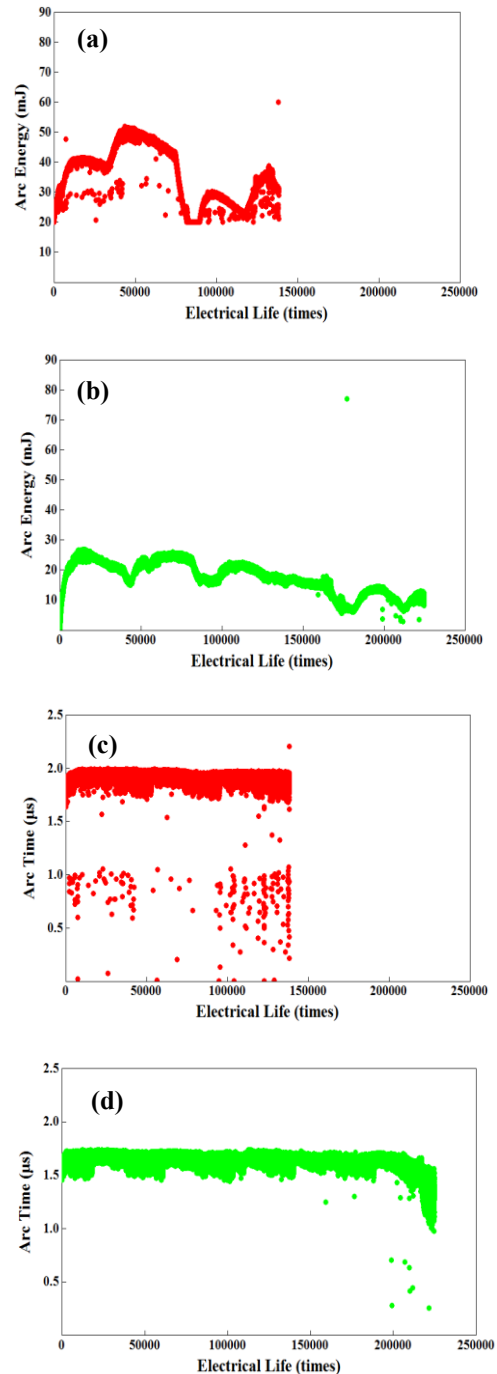 (a)
Arc Energy (mJ)
90
80
70
60
50
40
30
20
10
0 50000 100000 150000 200000 250000
Electrical Life (times)
(b)
Arc Energy (mJ)
90
80
70
60
50
40
30
20
10
0 50000 100000 150000 200000 250000
Electrical Life (times)
(c)
Arc Time (μs)
2.5
2.0
1.5
1.0
0.5
0 50000 100000 150000 200000 250000
Electrical Life (times)
(d)
Arc Time (μs)
2.5
2.0
1.5
1.0
0.5
0 50000 100000 150000 200000 250000
Electrical Life (times)